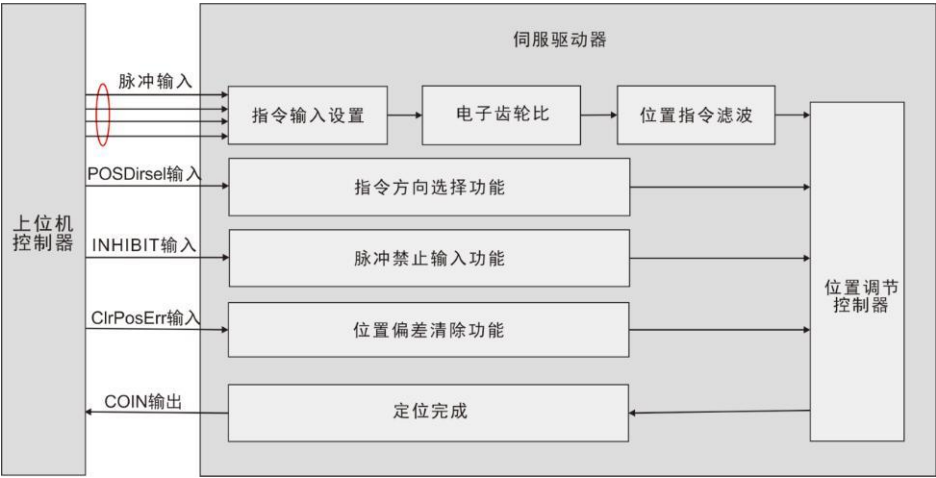 伺服驱动器
脉冲输入
指令输入设置
电子齿轮比
位置指令滤波
POSDirsel输入
指令方向选择功能
上位机
控制器
INHIBIT输入
脉冲禁止输入功能
位置调节
控制器
ClrPosErr输入
位置偏差清除功能
COIN输出
定位完成